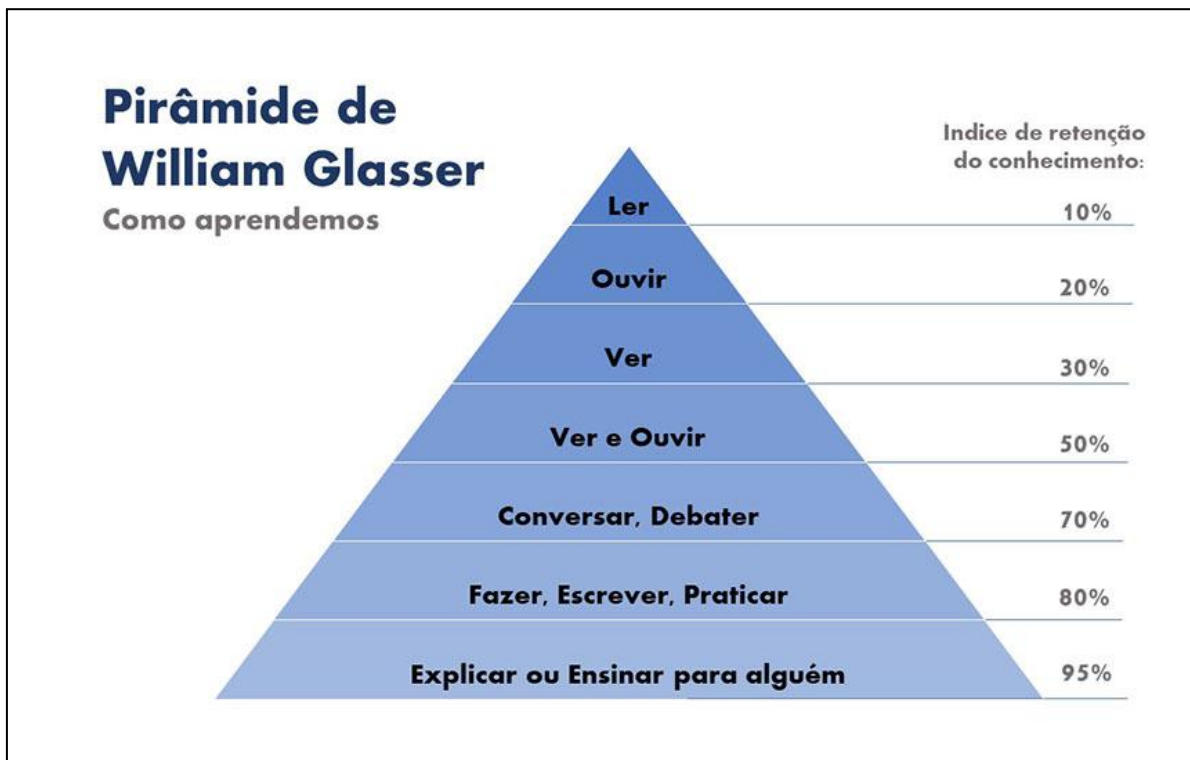 Pirâmide de
William Glasser
Como aprendemos
Indice de retenção
do conhecimento:
Ler
10%
Ouvir
20%
Ver
30%
Ver e Ouvir
50%
Conversar, Debater
70%
Fazer, Escrever, Praticar
80%
Explicar ou Ensinar para alguém
95%